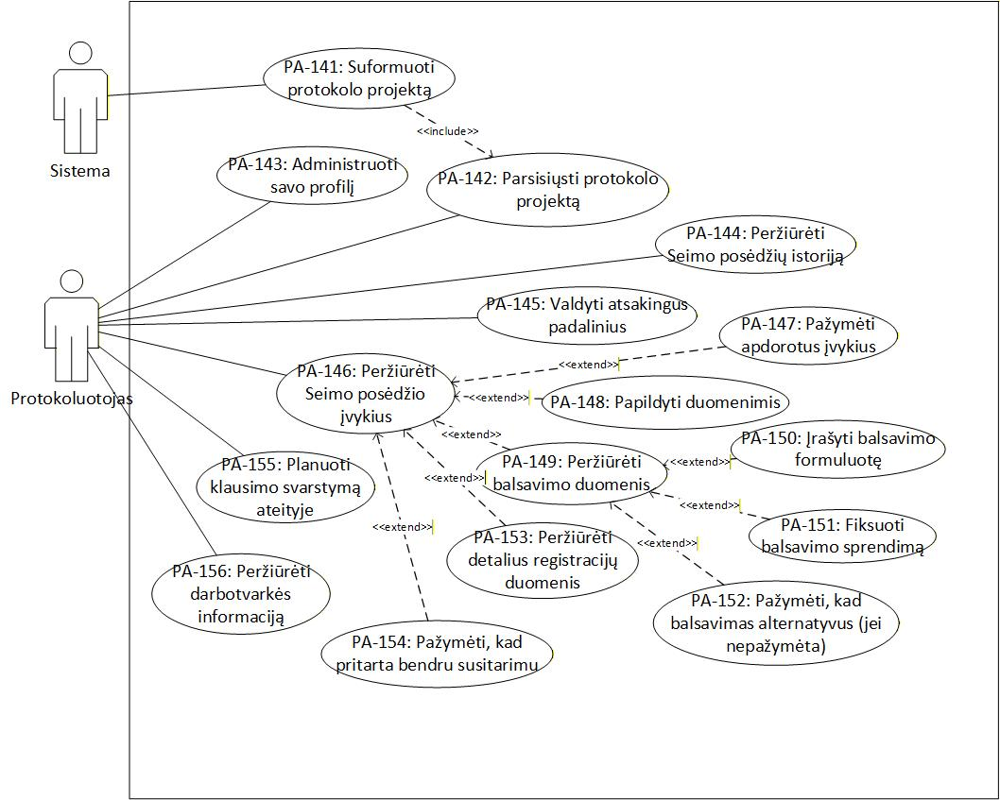 PA-141: Suformuoti
protokolo projektą
<<include>>
Sistema
PA-143: Administruoti
savo profilį
PA-142: Parsisiųsti protokolo
projektą
PA-144: Peržiūrėti
Seimo posėdžių istoriją
PA-145: Valdyti atsakingus
padalinius
PA-147: Pažymėti
apdorotus įvykius
<<extend>>
Protokoluotojas
PA-146: Peržiūrėti
Seimo posėdžio
įvykius
<<extend>>
PA-148: Papildyti duomenimis
<<extend>>
PA-149: Peržiūrėti
balsavimo duomenis
<<extend>>
PA-150: Įrašyti balsavimo
formuluotę
PA-155: Planuoti
klausimo svarstymą
ateityje
<<extend>>
<<extend>>
PA-151: Fiksuoti
balsavimo sprendimą
<<extend>>
PA-153: Peržiūrėti
detalius registracijų
duomenis
<<extend>>
PA-156: Peržiūrėti
darbotvarkės
informaciją
PA-152: Pažymėti, kad
balsavimas alternatyvus (jei
nepažymėta)
PA-154: Pažymėti, kad
pritarta bendru susitarimu